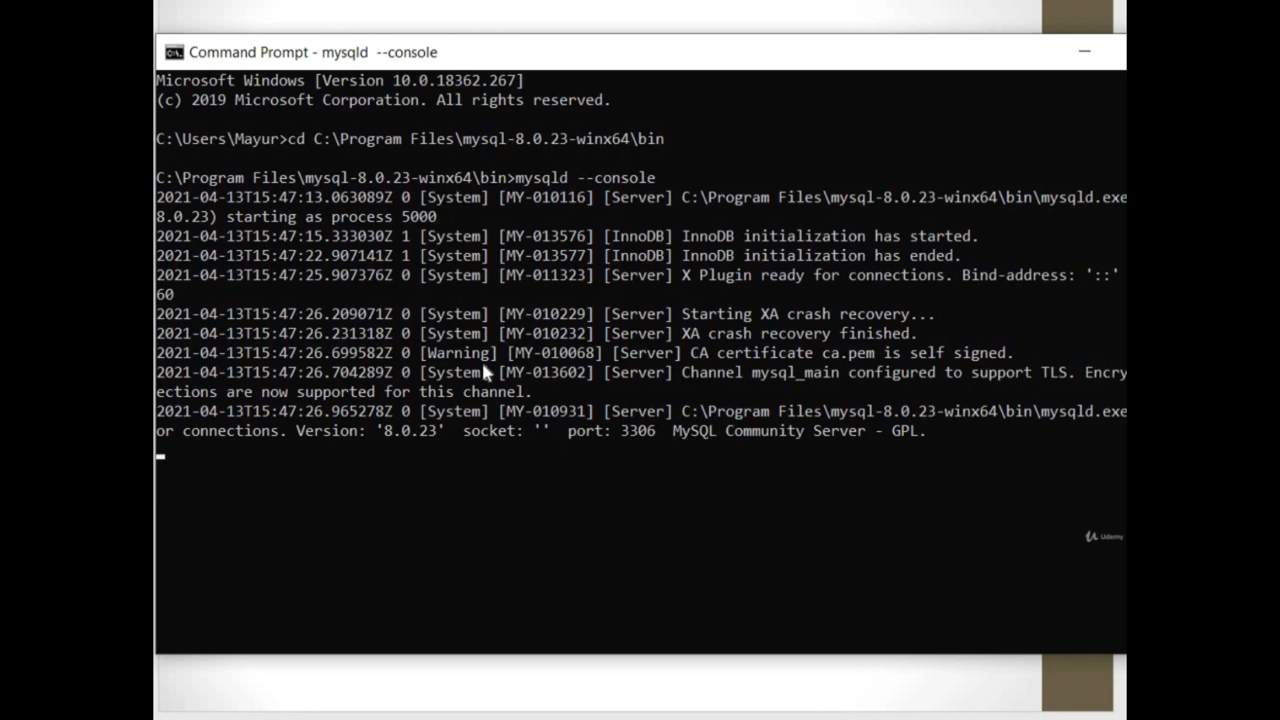 Command Prompt - mysqld --console
Microsoft Windows [Version 10.0.18362.267]
(c) 2019 Microsoft Corporation. All rights reserved.
C:\Users\Mayur>cd C:\Program Files\mysql-8.0.23-winx64\bin
C:\Program Files\mysql-8.0.23-winx64\bin>mysqld --console
2021-04-13T15:47:13.063089Z 0 [System] [MY-010116] [Server] C:\Program Files\mysql-8.0.23-winx64\bin\mysqld.exe
8.0.23) starting as process 5000
2021-04-13T15:47:15.333030Z 1 [System] [MY-013576] [InnoDB] InnoDB initialization has started.
2021-04-13T15:47:22.907141Z 1 [System] [MY-013577] [InnoDB] InnoDB initialization has ended.
2021-04-13T15:47:25.907376Z 0 [System] [MY-011323] [Server] X Plugin ready for connections. Bind-address: '::'
60
2021-04-13T15:47:26.209071Z 0 [System] [MY-010229] [Server] Starting XA crash recovery...
2021-04-13T15:47:26.231318Z 0 [System] [MY-010232] [Server] XA crash recovery finished.
2021-04-13T15:47:26.699582Z 0 [Warning] [MY-010068] [Server] CA certificate ca.pem is self signed.
2021-04-13T15:47:26.704289Z 0 [System] [MY-013602] [Server] Channel mysql_main configured to support TLS. Encry
ections are now supported for this channel.
2021-04-13T15:47:26.965278Z 0 [System] [MY-010931] [Server] C:\Program Files\mysql-8.0.23-winx64\bin\mysqld.exe
or connections. Version: '8.0.23' socket: '' port: 3306 MySQL Community Server - GPL.
Udemy